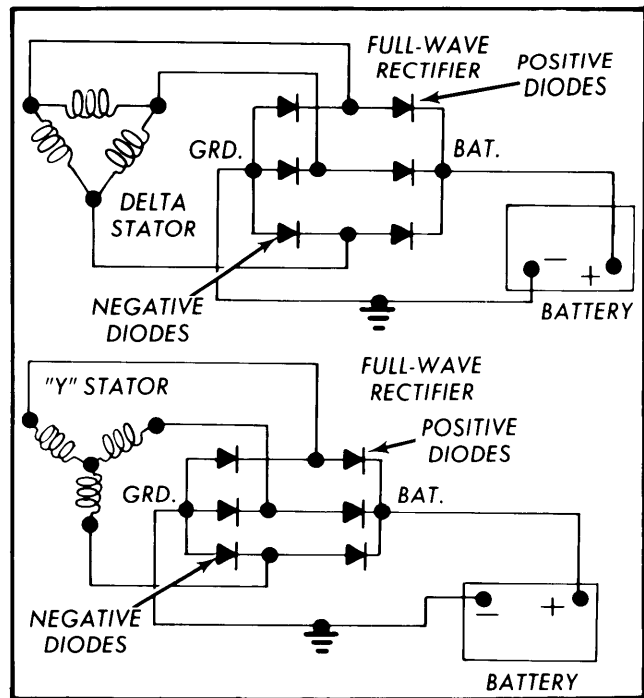 FULL-WAVE
RECTIFIER
POSITIVE
DIODES
GRD.
BAT.
DELTA
STATOR
NEGATIVE
DIODES
− +
BATTERY
"Y" STATOR
FULL-WAVE
RECTIFIER
POSITIVE
DIODES
GRD.
BAT.
NEGATIVE
DIODES
− +
BATTERY